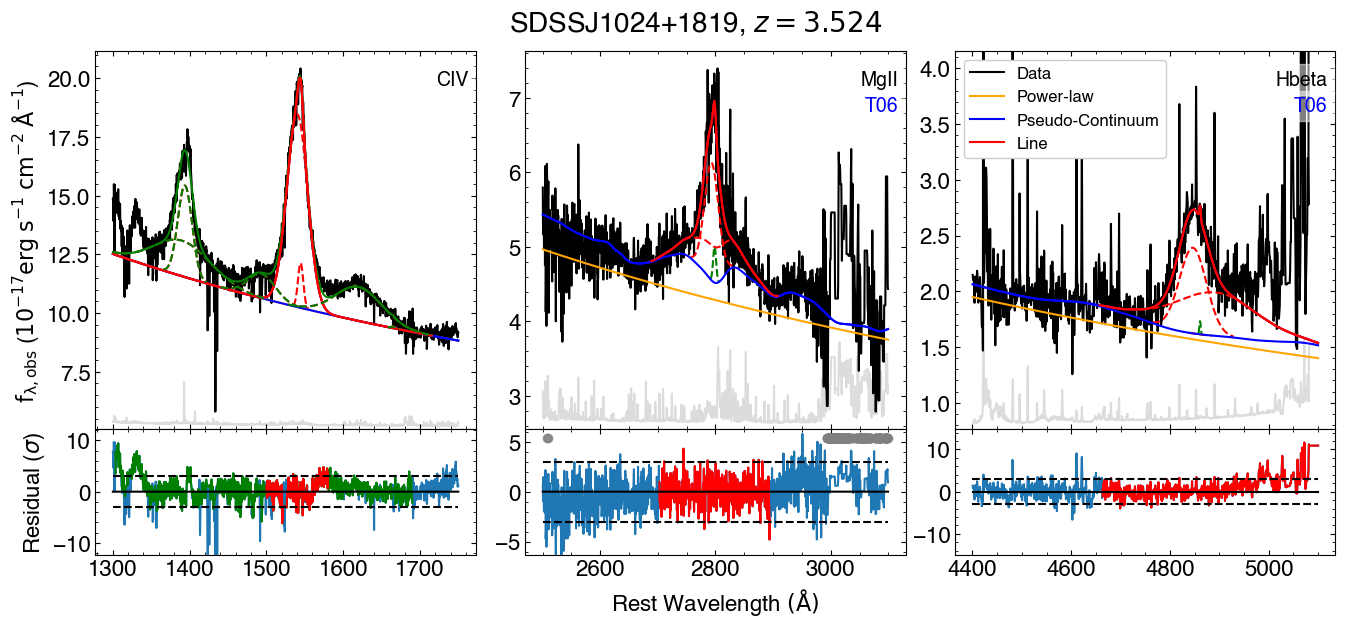 SDSSJ1024+1819, z = 3.524
f_λ, obs (10⁻¹⁷erg s⁻¹ cm⁻² Å⁻¹)
20.0
17.5
15.0
12.5
10.0
7.5
CIV
7
6
5
4
3
MgII
T06
4.0
3.5
3.0
2.5
2.0
1.5
1.0
Data
Power-law
Pseudo-Continuum
Line
Hbeta
T06
Residual (σ)
10
0
−10
5
0
−5
10
0
−10
1300 1400 1500 1600 1700
2600 2800 3000
4400 4600 4800 5000
Rest Wavelength (Å)